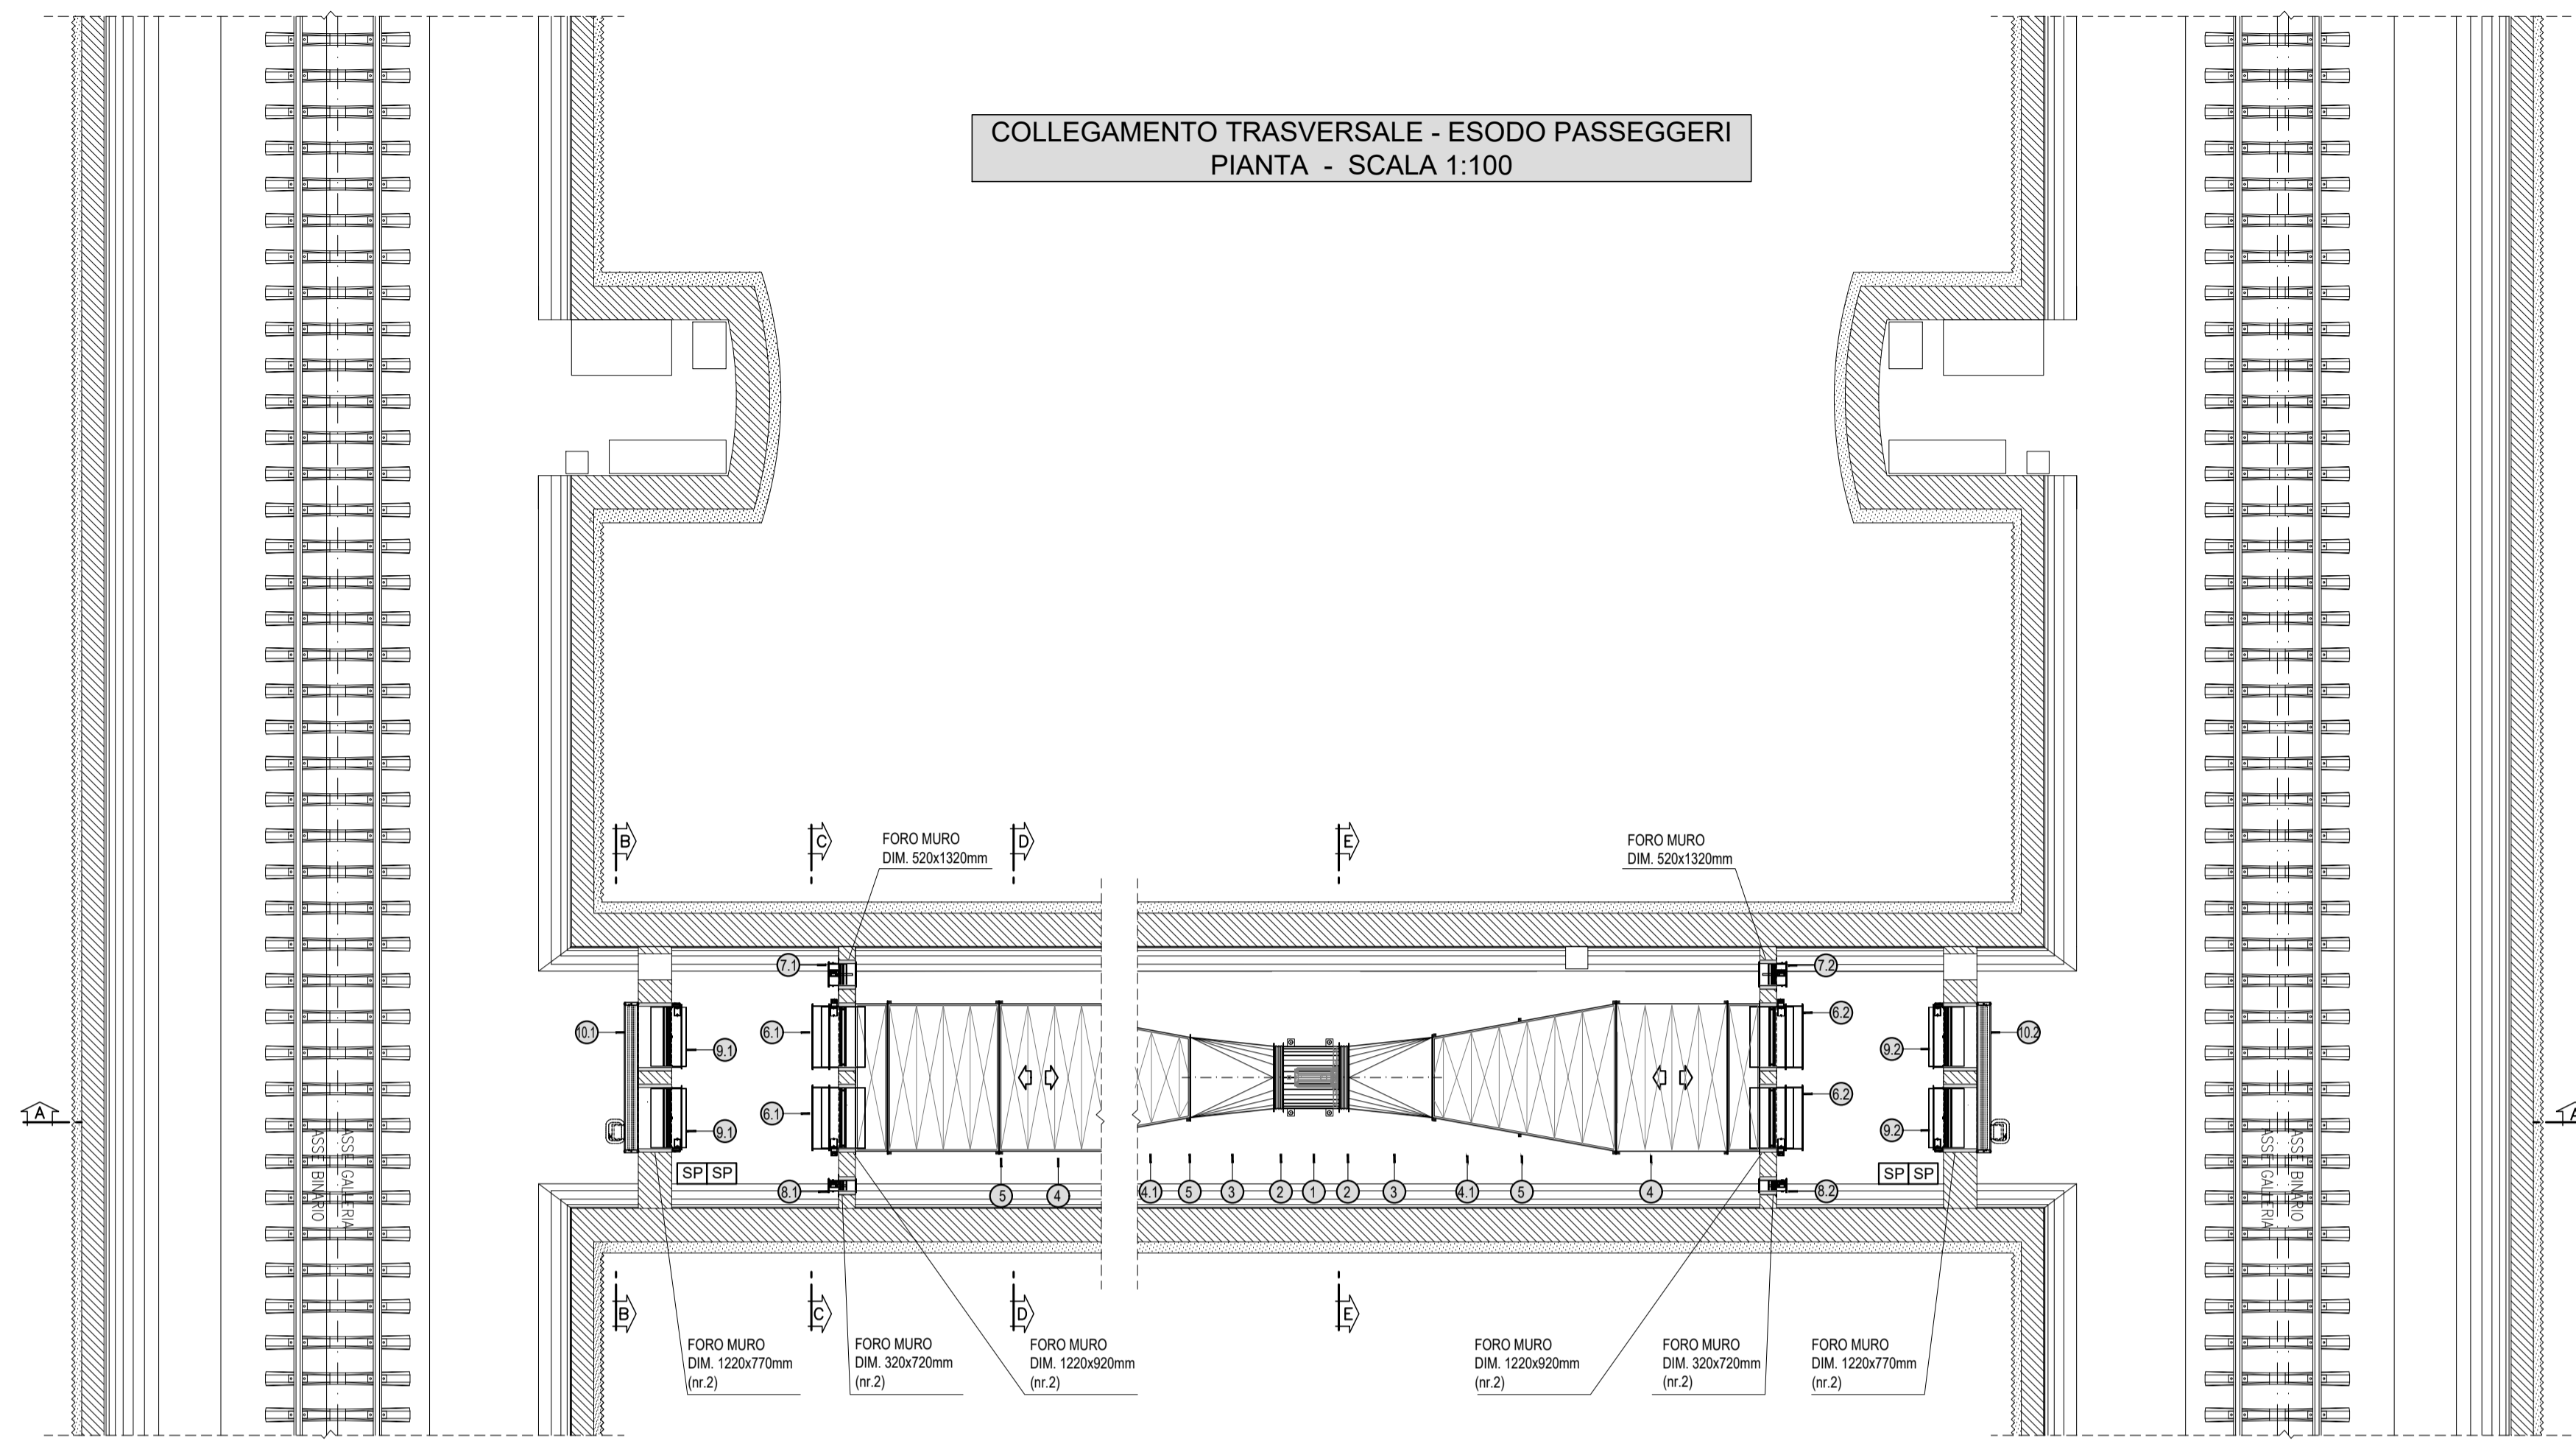 COLLEGAMENTO TRASVERSALE - ESODO PASSEGGERI
PIANTA - SCALA 1:100
B
C
FORO MURO
DIM. 520x1320mm
D
E
FORO MURO
DIM. 520x1320mm
7.1
7.2
10.1
9.1
6.1
6.2
9.2
10.2
A
9.1
6.1
6.2
9.2
A
ASSE BINARIO
ASSE GALLERIA
SP SP
8.1
5
4
4.1
5
3
2
1
2
3
4.1
5
4
8.2
SP SP
ASSE GALLERIA
ASSE BINARIO
B
C
D
E
FORO MURO
DIM. 1220x770mm
(nr.2)
FORO MURO
DIM. 320x720mm
(nr.2)
FORO MURO
DIM. 1220x920mm
(nr.2)
FORO MURO
DIM. 1220x920mm
(nr.2)
FORO MURO
DIM. 320x720mm
(nr.2)
FORO MURO
DIM. 1220x770mm
(nr.2)